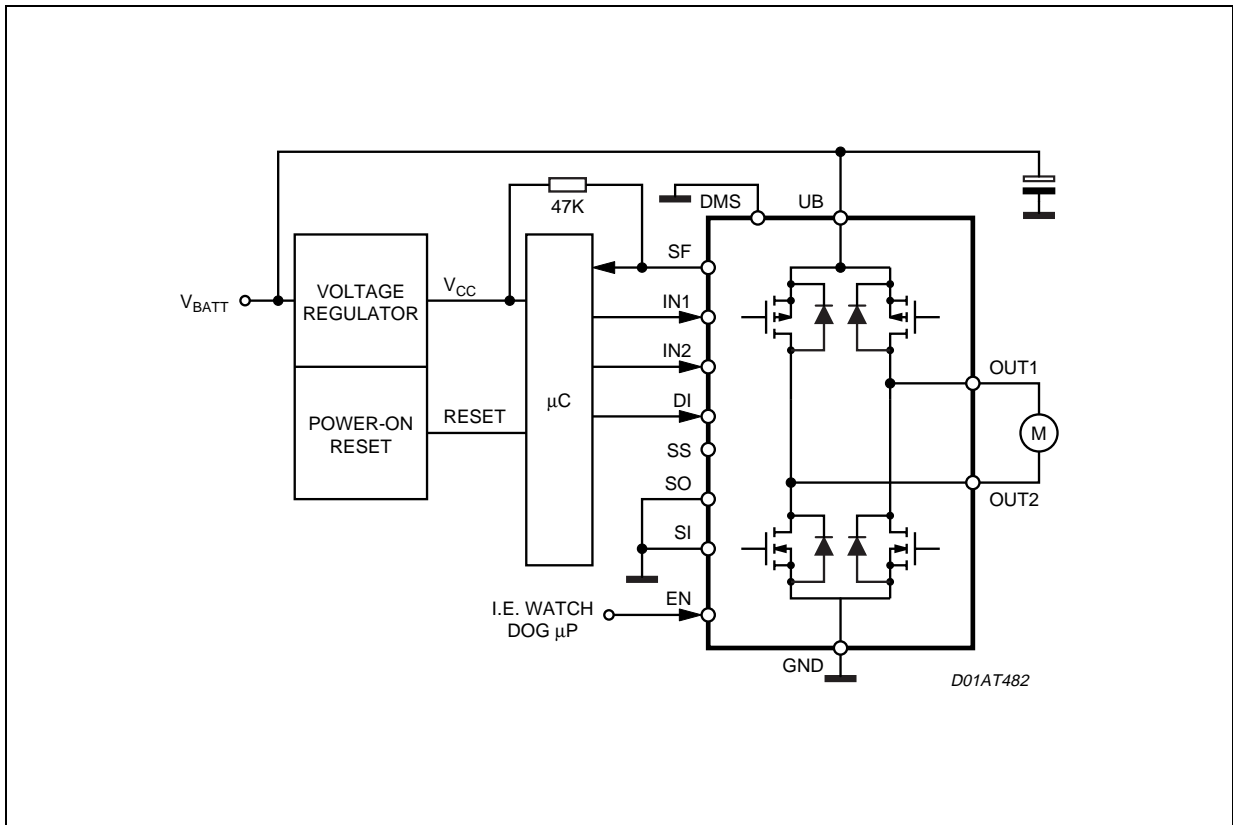 DMS
UB
47K
SF
V_BATT
VOLTAGE
REGULATOR
V_CC
IN1
IN2
OUT1
μC
DI
POWER-ON
RESET
RESET
M
SS
OUT2
SO
SI
EN
I.E. WATCH
DOG μP
GND
D01AT482